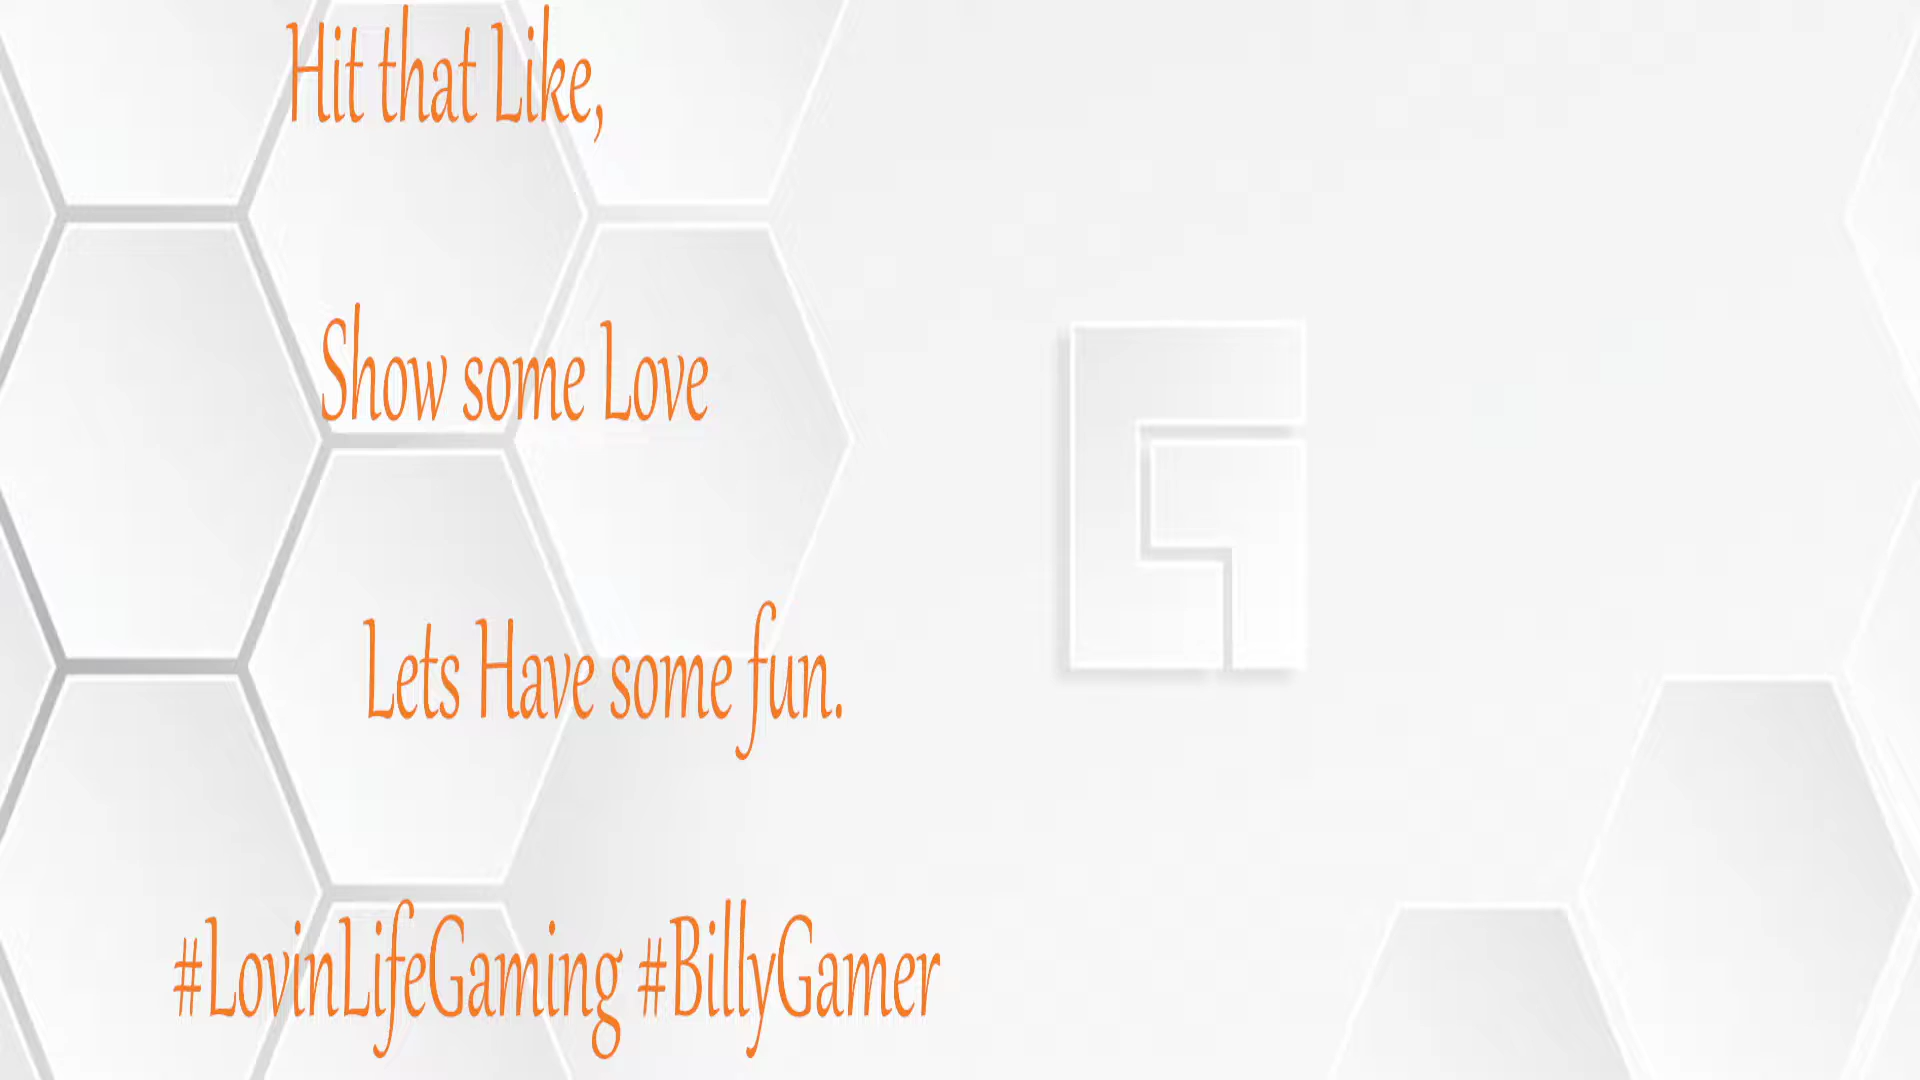 Hit that Like,
Show some Love
Lets Have some fun.
#LovinLifeGaming #BillyGamer